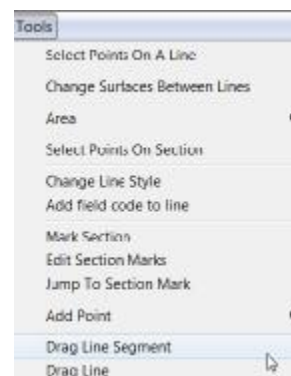 Tools
Select Points On A Line
Change Surfaces Between Lines
Area
Select Points On Section
Change Line Style
Add field code to line
Mark Section
Edit Section Marks
Jump To Section Mark
Add Point
Drag Line Segment
Drag Line